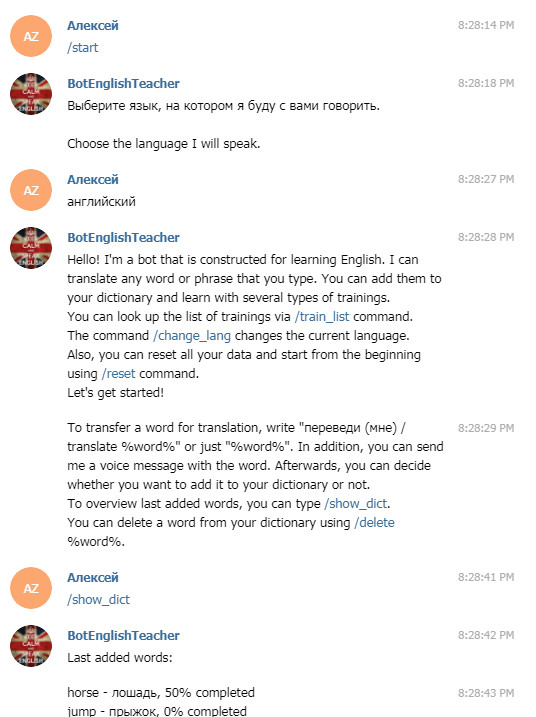 AZ
Алексей
8:28:14 PM
/start
BotEnglishTeacher
8:28:18 PM
Выберите язык, на котором я буду с вами говорить.
Choose the language I will speak.
AZ
Алексей
8:28:27 PM
английский
BotEnglishTeacher
8:28:28 PM
Hello! I'm a bot that is constructed for learning English. I can
translate any word or phrase that you type. You can add them to
your dictionary and learn with several types of trainings.
You can look up the list of trainings via /train_list command.
The command /change_lang changes the current language.
Also, you can reset all your data and start from the beginning
using /reset command.
Let's get started!
To transfer a word for translation, write "переведи (мне) /
8:28:29 PM
translate %word%" or just "%word%". In addition, you can send
me a voice message with the word. Afterwards, you can decide
whether you want to add it to your dictionary or not.
To overview last added words, you can type /show_dict.
You can delete a word from your dictionary using /delete
%word%.
AZ
Алексей
8:28:41 PM
/show_dict
BotEnglishTeacher
8:28:42 PM
Last added words:
horse - лошадь, 50% completed
8:28:43 PM
jump - прыжок, 0% completed